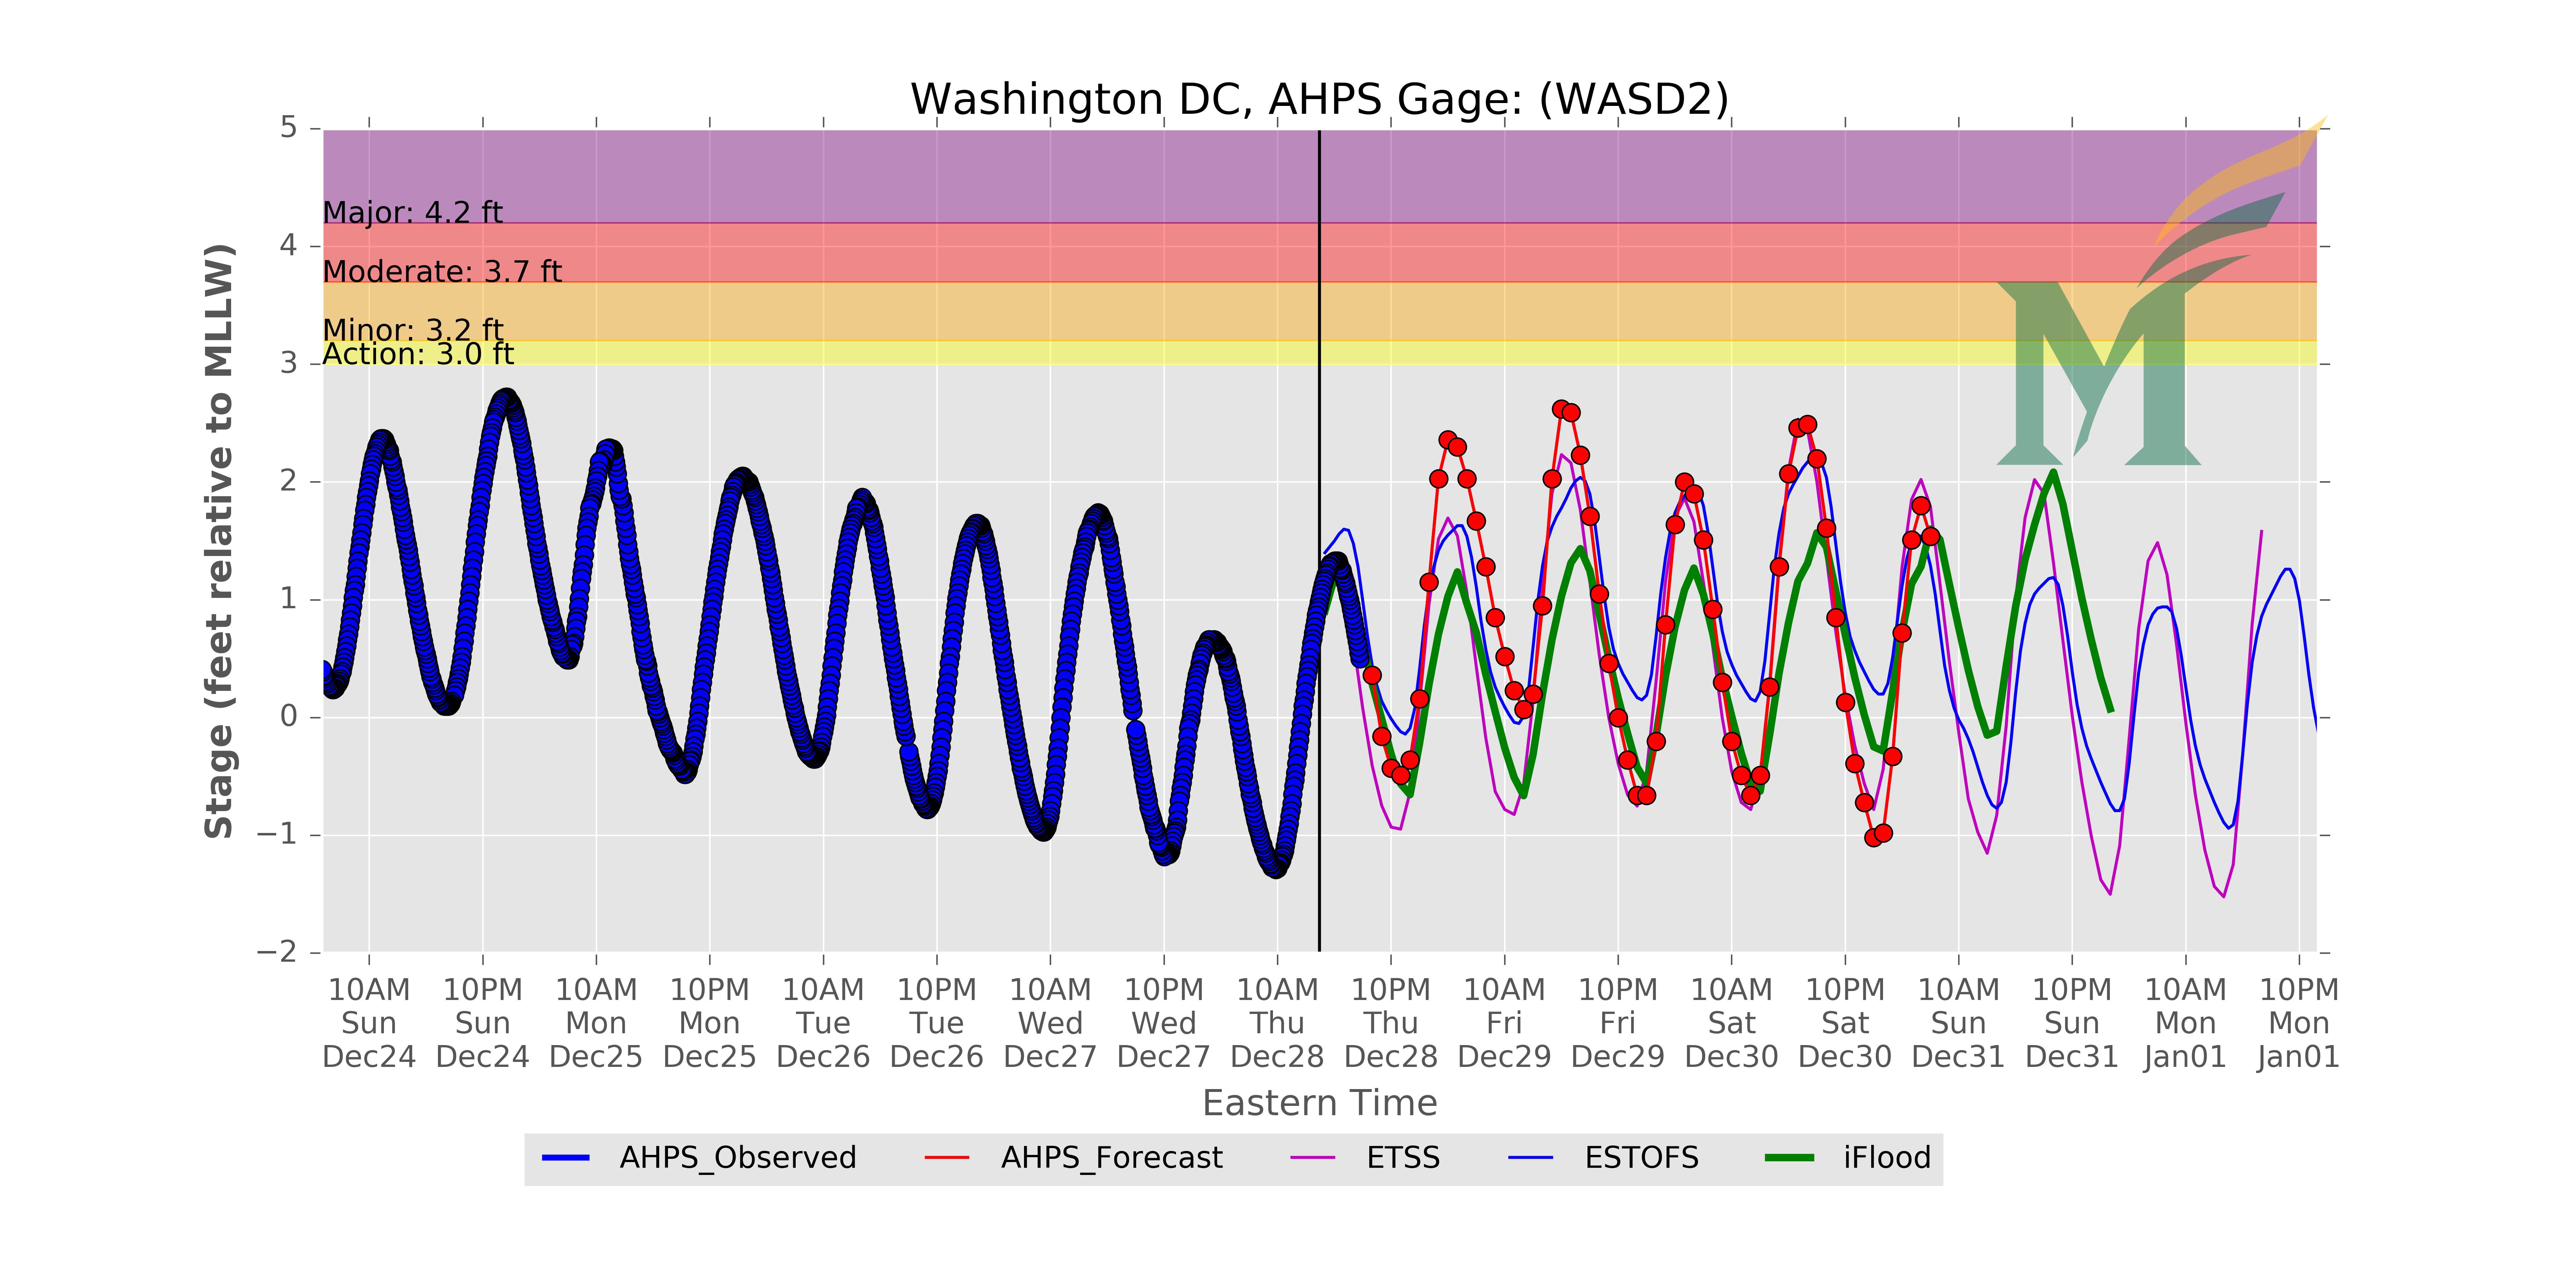 Washington DC, AHPS Gage: (WASD2)
Stage (feet relative to MLLW)
5
4
3
2
1
0
−1
−2
Major: 4.2 ft
Moderate: 3.7 ft
Minor: 3.2 ft
Action: 3.0 ft
10AM 10PM 10AM 10PM 10AM 10PM 10AM 10PM 10AM 10PM 10AM 10PM 10AM 10PM 10AM 10PM 10AM 10PM
Sun Sun Mon Mon Tue Tue Wed Wed Thu Thu Fri Fri Sat Sat Sun Sun Mon Mon
Dec24 Dec24 Dec25 Dec25 Dec26 Dec26 Dec27 Dec27 Dec28 Dec28 Dec29 Dec29 Dec30 Dec30 Dec31 Dec31 Jan01 Jan01
Eastern Time
AHPS_Observed AHPS_Forecast ETSS ESTOFS iFlood
M